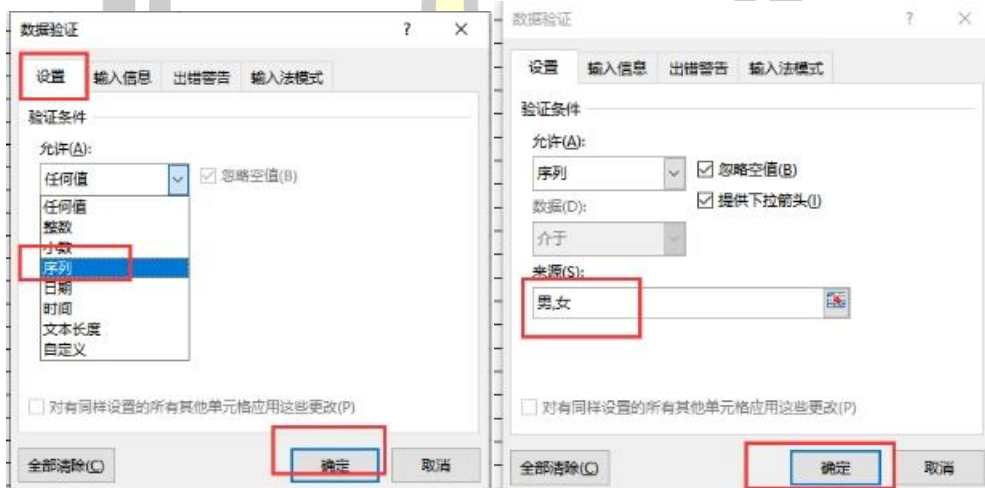 数据验证 ? ×
设置 输入信息 出错警告 输入法模式
验证条件
允许(A):
任何值 忽略空值(B)
任何值
整数
小数
序列
日期
时间
文本长度
自定义
对有同样设置的所有其他单元格应用这些更改(P)
全部清除(C) 确定 取消
数据验证 ? ×
设置 输入信息 出错警告 输入法模式
验证条件
允许(A):
序列 忽略空值(B)
数据(D): 提供下拉箭头(I)
介于
来源(S):
男,女
对有同样设置的所有其他单元格应用这些更改(P)
全部清除(C) 确定 取消